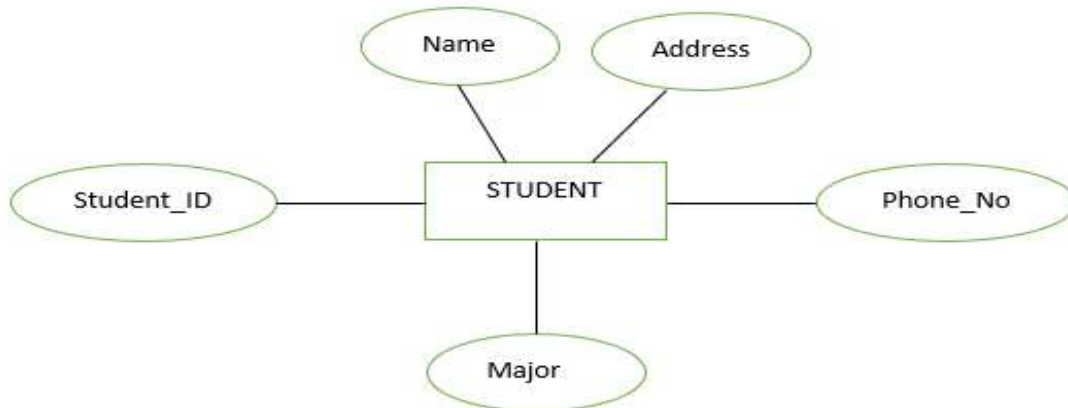 Name
Address
Student_ID
STUDENT
Phone_No
Major